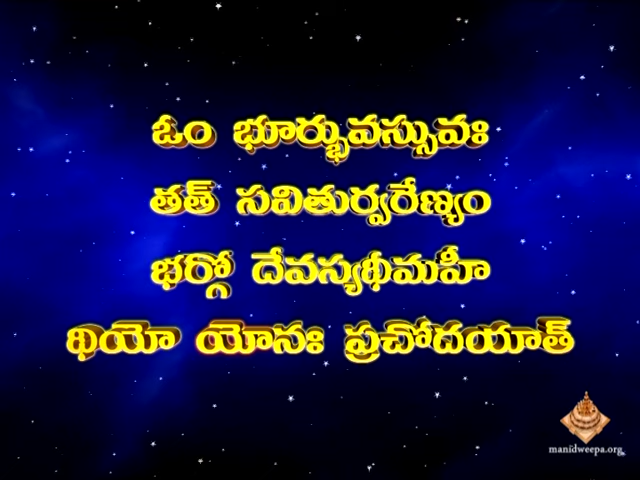 ఓం భూర్భువస్సువః
తత్ సవితుర్వరేణ్యం
భర్గో దేవస్యధీమహీ
ధియో యోనః ప్రచోదయాత్
manidweepa.org